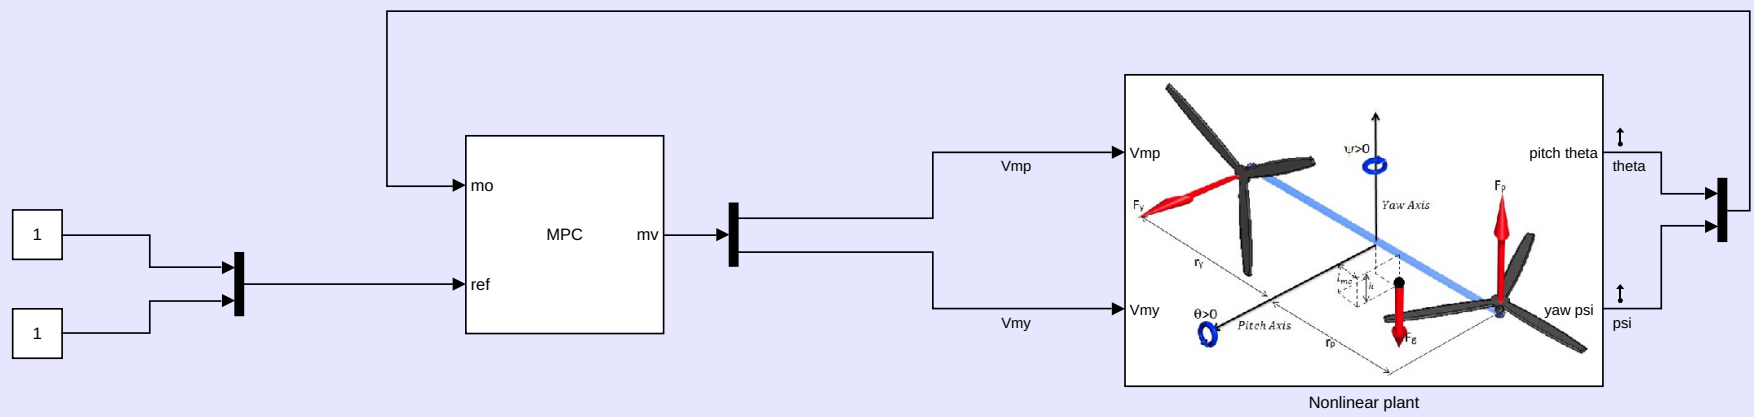 1
1
mo
ref
MPC
mv
Vmp
Vmy
Vmp
Vmy
ψ>0
Fy
Yaw Axis
Fp
ry
h
θ>0
Pitch Axis
rp
Fg
pitch theta
yaw psi
theta
psi
Nonlinear plant